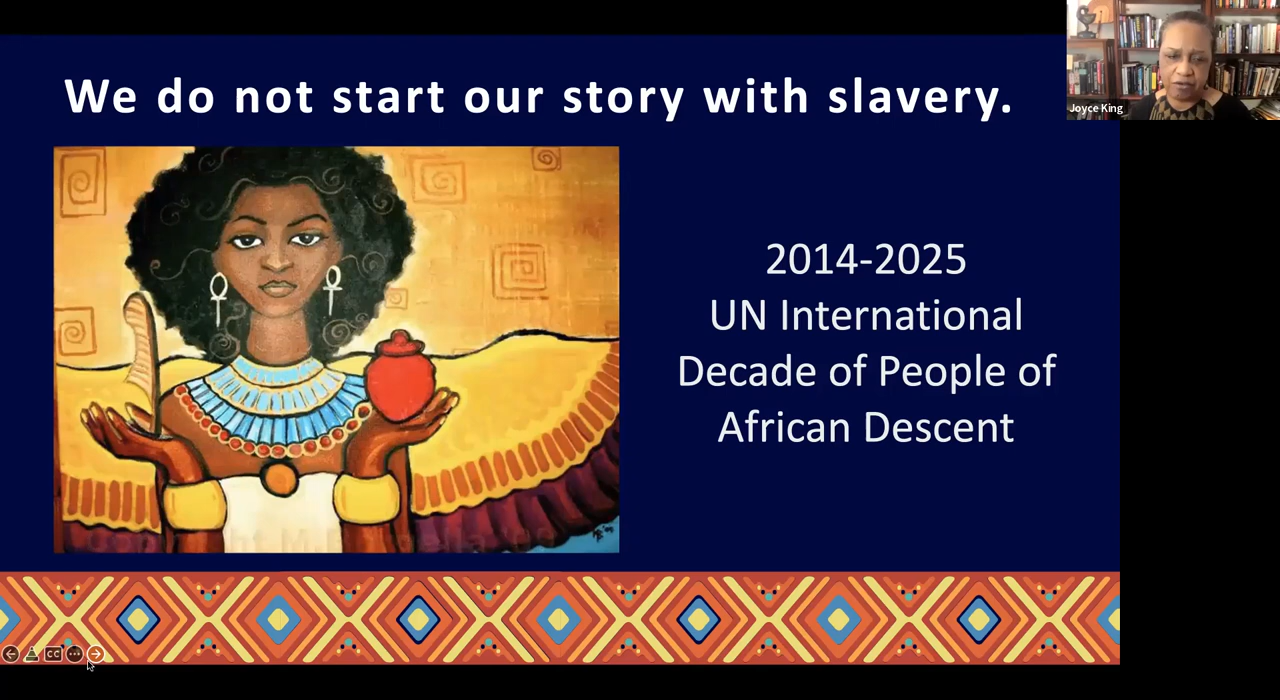 We do not start our story with slavery.
Joyce King
2014-2025
UN International
Decade of People of
African Descent
CC